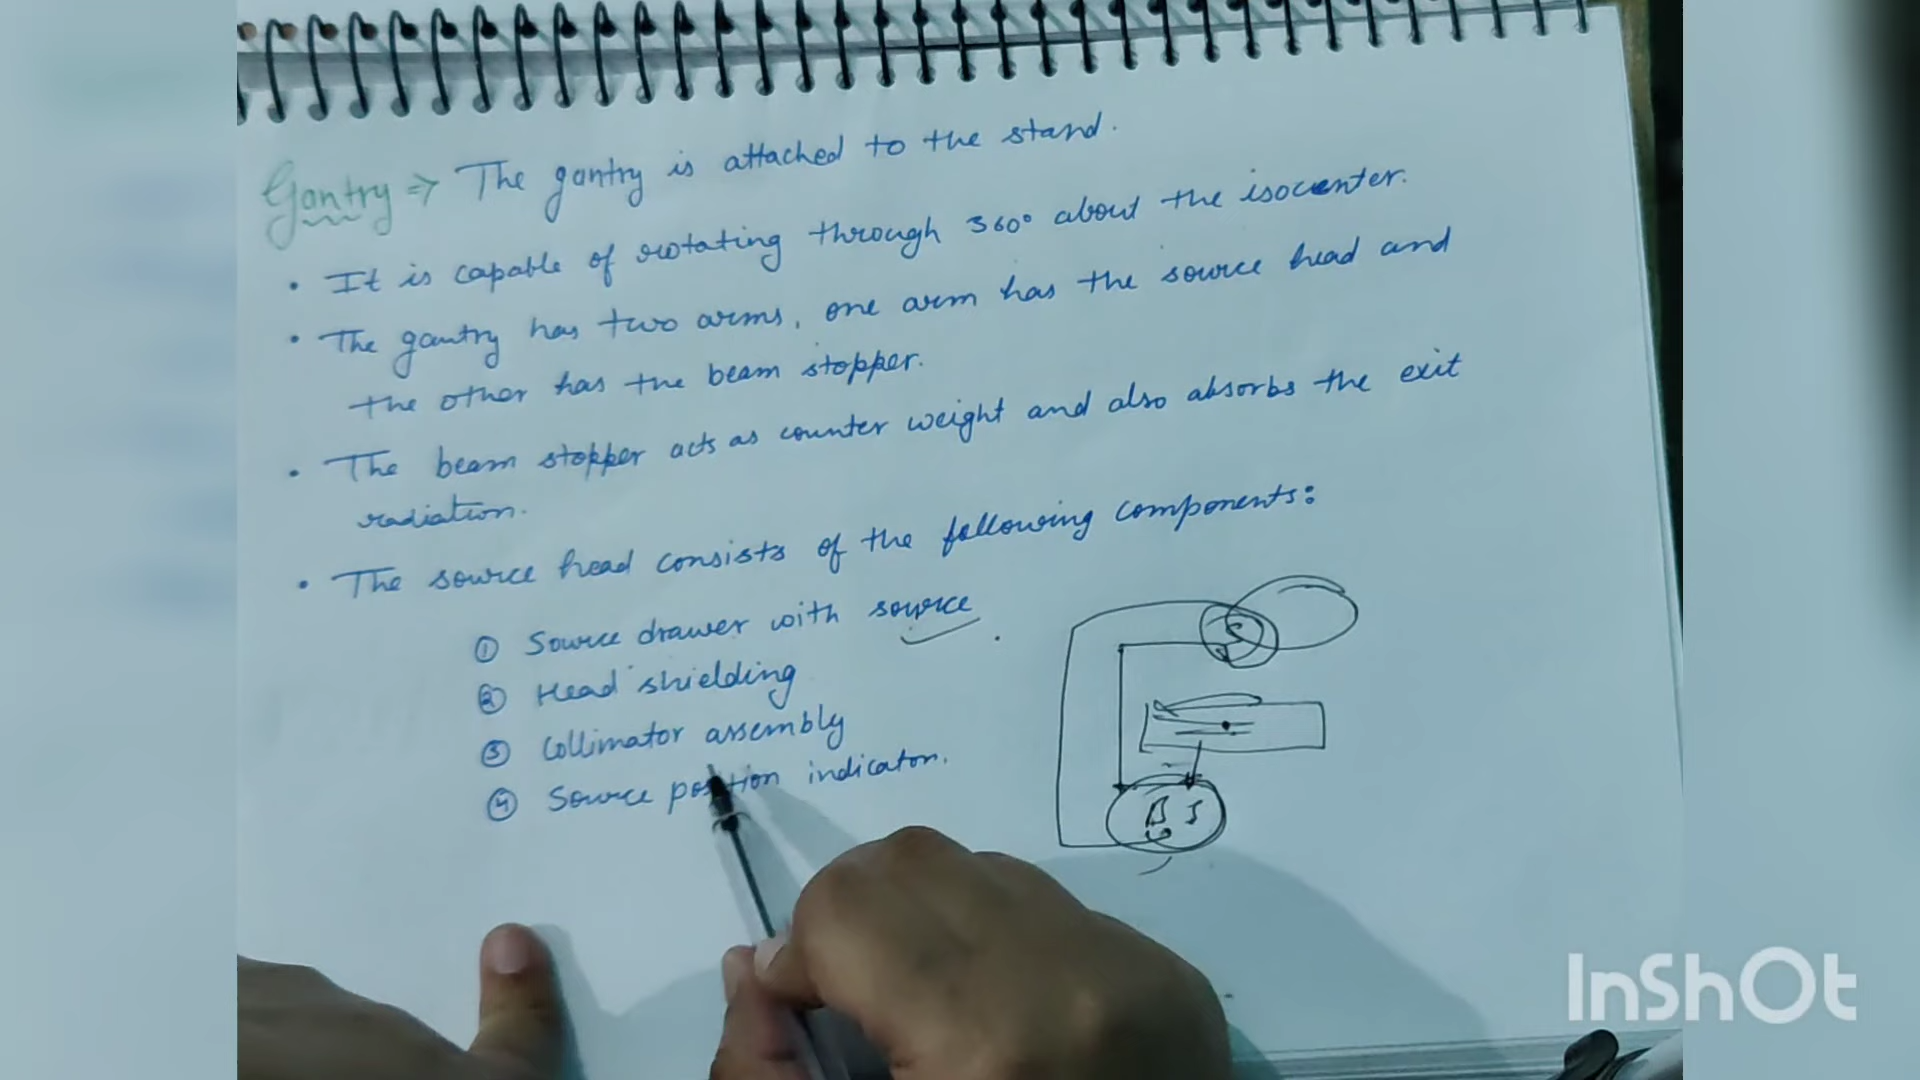 Gantry ⇒ The gantry is attached to the stand.
• It is capable of rotating through 360° about the isocenter.
• The gantry has two arms, one arm has the source head and
the other has the beam stopper.
• The beam stopper acts as counter weight and also absorbs the exit
radiation.
• The source head consists of the following components:
① Source drawer with source
② Head shielding
③ Collimator assembly
④ Source position indicator.
S
B S
InShOt